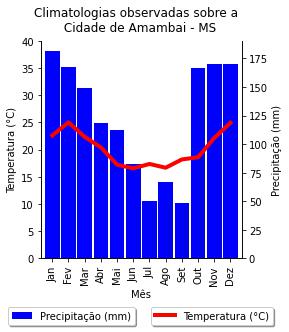 Climatologias observadas sobre a
Cidade de Amambai - MS
40
35
30
25
20
15
10
5
0
Temperatura (°C)
175
150
125
100
75
50
25
0
Precipitação (mm)
Jan Fev Mar Abr Mai Jun Jul Ago Set Out Nov Dez
Mês
Precipitação (mm) Temperatura (°C)